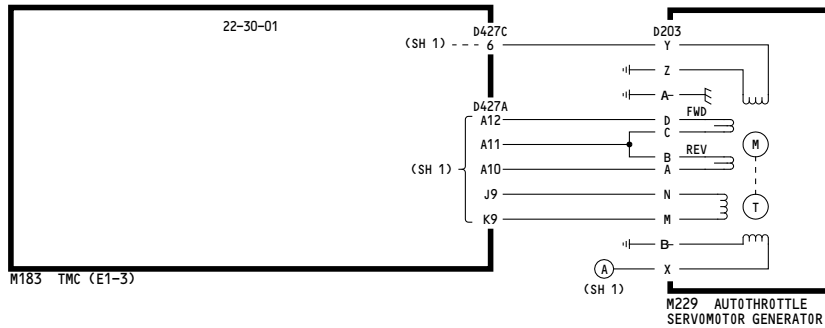 22-30-01
D427C
D203
(SH 1)
6
Y
Z
A-
D427A
A12
D
FWD
C
A11
M
B
REV
(SH 1)
A10
A
J9
N
T
K9
M
B-
A
X
(SH 1)
M183 TMC (E1-3)
M229 AUTOTHROTTLE
SERVOMOTOR GENERATOR